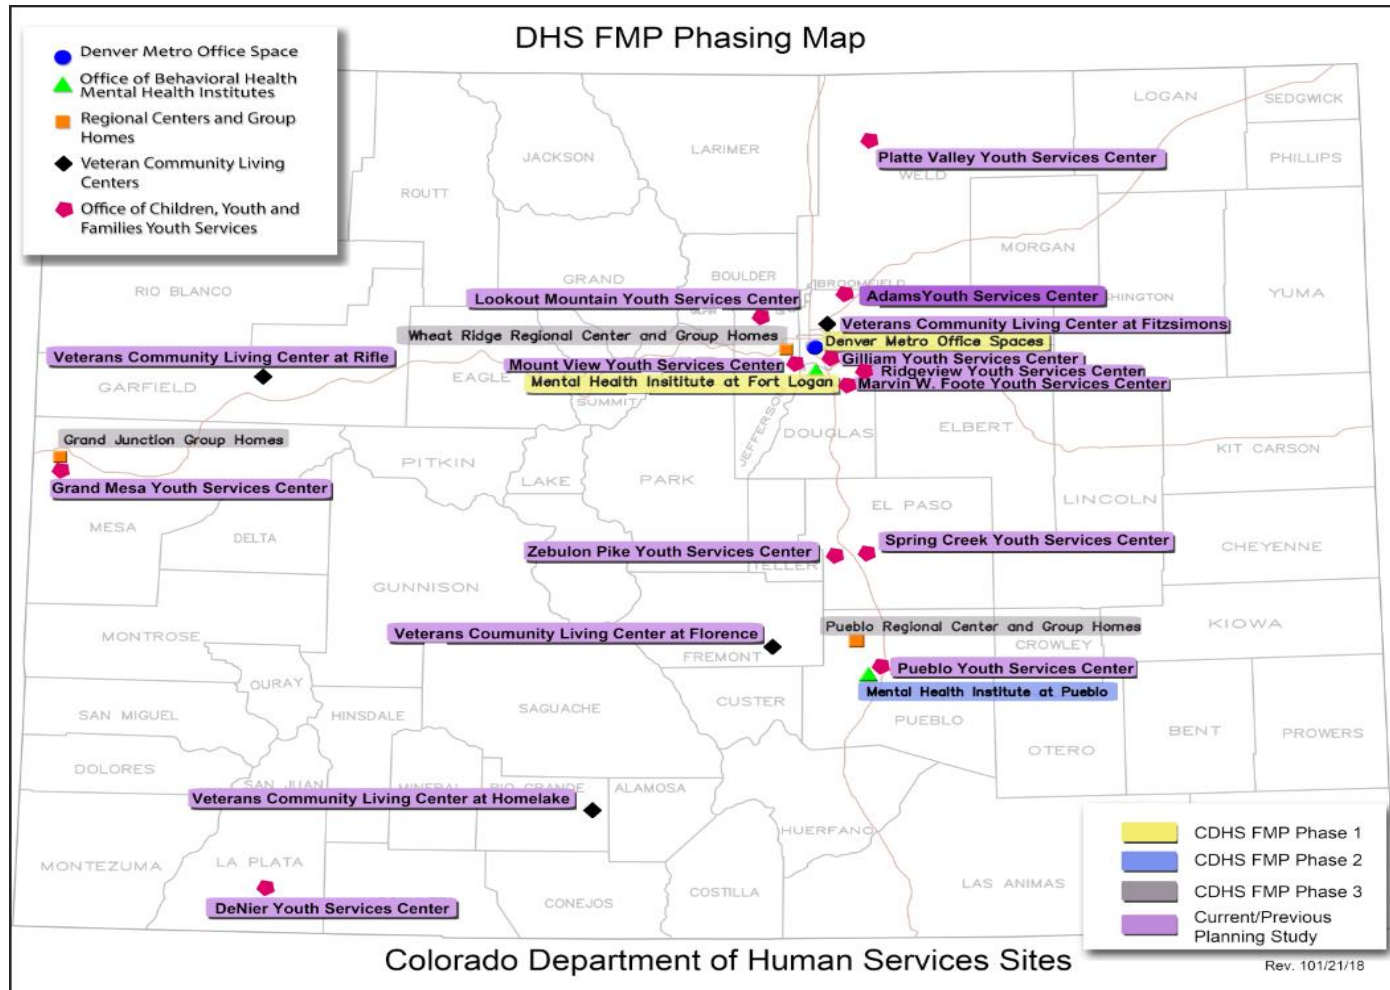 DHS FMP Phasing Map
Denver Metro Office Space
Office of Behavioral Health
Mental Health Institutes
Regional Centers and Group
Homes
Veteran Community Living
Centers
Office of Children, Youth and
Families Youth Services
LOGAN
SEDGWICK
JACKSON
LARIMER
Platte Valley Youth Services Center
PHILLIPS
WELD
ROUTT
MORGAN
GRAND
BOULDER
RIO BLANCO
BROOMFIELD
YUMA
Lookout Mountain Youth Services Center
AdamsYouth Services Center
HINGTON
Wheat Ridge Regional Center and Group Homes
Veterans Community Living Center at Fitzsimons
Denver Metro Office Spaces
Veterans Community Living Center at Rifle
Mount View Youth Services Center
Gilliam Youth Services Center
Ridgeview Youth Services Center
GARFIELD
EAGLE
Mental Health Insititute at Fort Logan
Marvin W. Foote Youth Services Center
SUMMIT
JEFFERSON
DOUGLAS
ELBERT
Grand Junction Group Homes
PITKIN
KIT CARSON
Grand Mesa Youth Services Center
LAKE
PARK
LINCOLN
EL PASO
MESA
DELTA
Zebulon Pike Youth Services Center
Spring Creek Youth Services Center
CHEYENNE
TELLER
GUNNISON
MONTROSE
Veterans Coumunity Living Center at Florence
Pueblo Regional Center and Group Homes
KIOWA
CROWLEY
FREMONT
Pueblo Youth Services Center
OURAY
Mental Health Institute at Pueblo
SAN MIGUEL
HINSDALE
SAGUACHE
CUSTER
PUEBLO
BENT
PROWERS
OTERO
DOLORES
SAN JUAN
MINERAL
RIO GRANDE
ALAMOSA
Veterans Community Living Center at Homelake
HUERFANO
MONTEZUMA
LA PLATA
COSTILLA
LAS ANIMAS
CONEJOS
DeNier Youth Services Center
CDHS FMP Phase 1
CDHS FMP Phase 2
CDHS FMP Phase 3
Current/Previous
Planning Study
Colorado Department of Human Services Sites
Rev. 101/21/18